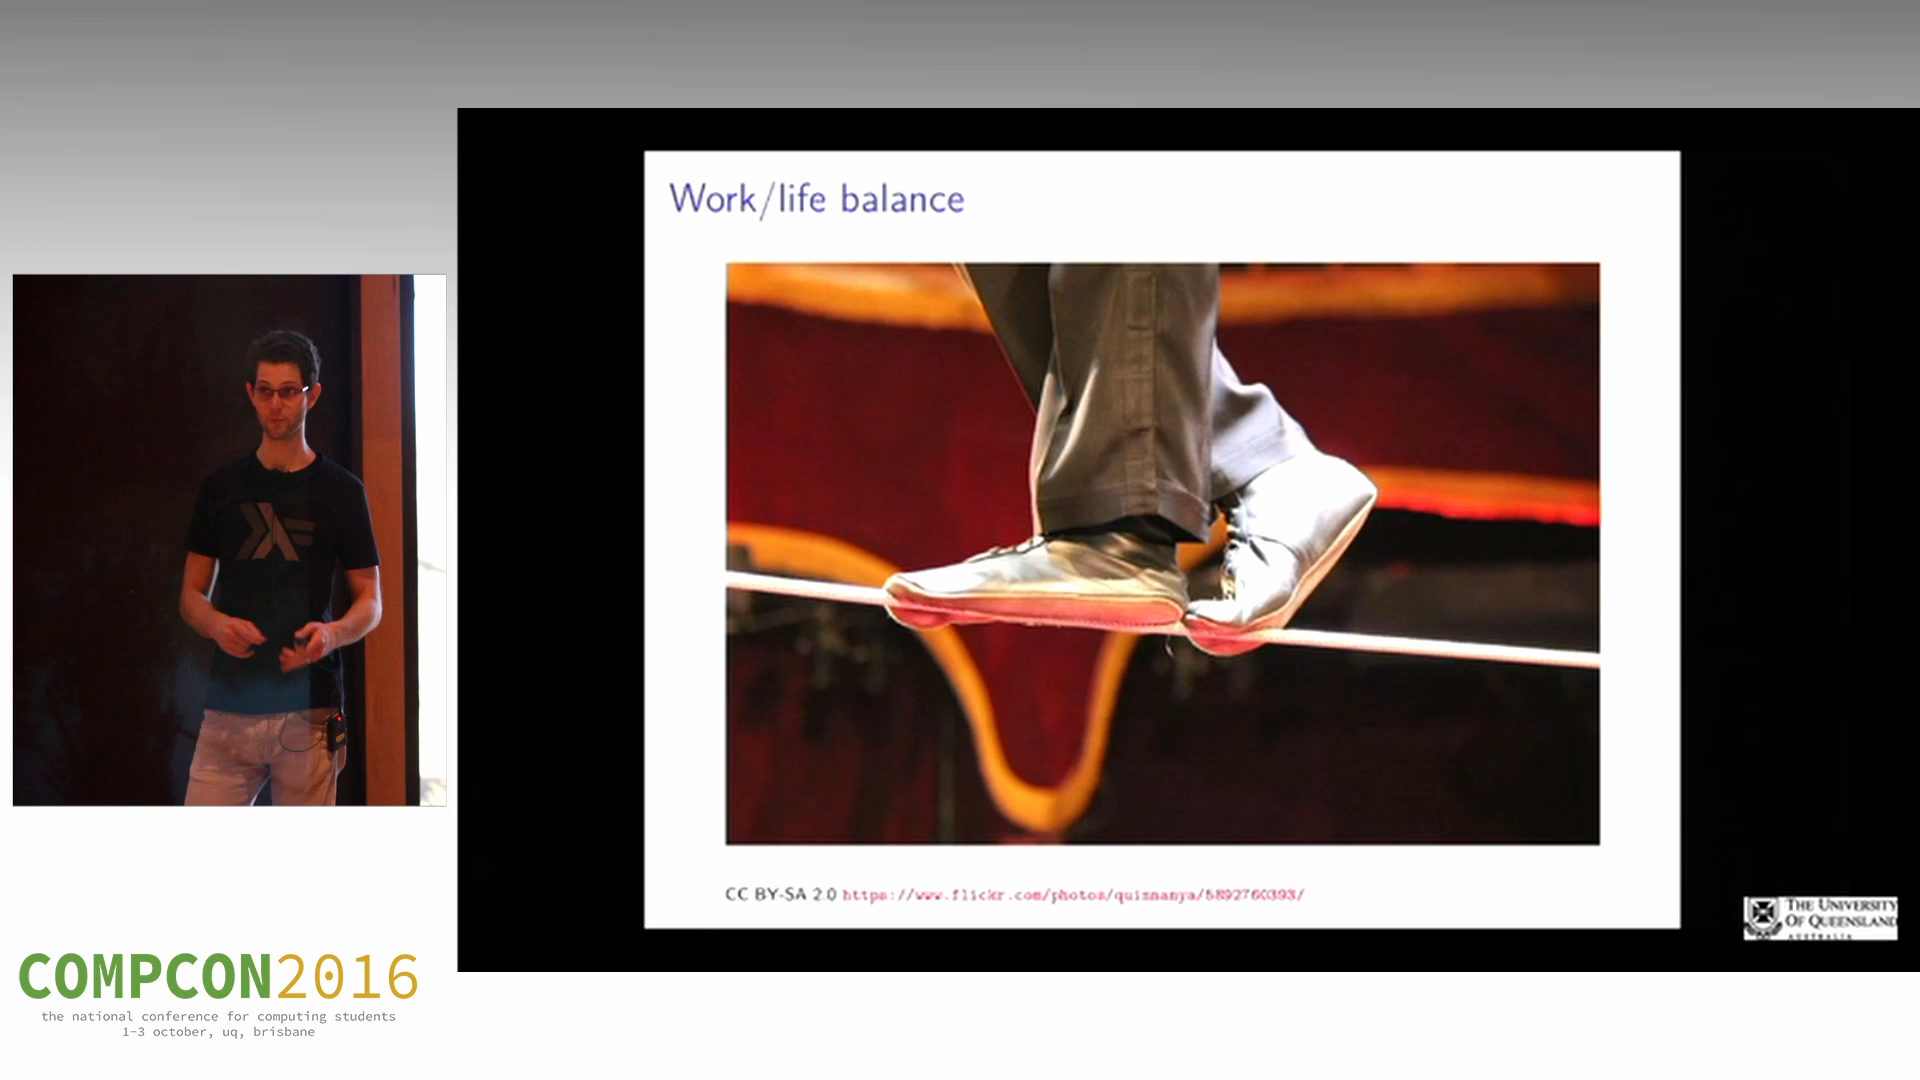 Work/life balance
CC BY-SA 2.0 https://www.flickr.com/photos/quinnanya/5892760393/
THE UNIVERSITY
OF QUEENSLAND
AUSTRALIA
COMPCON2016
the national conference for computing students
1-3 october, uq, brisbane